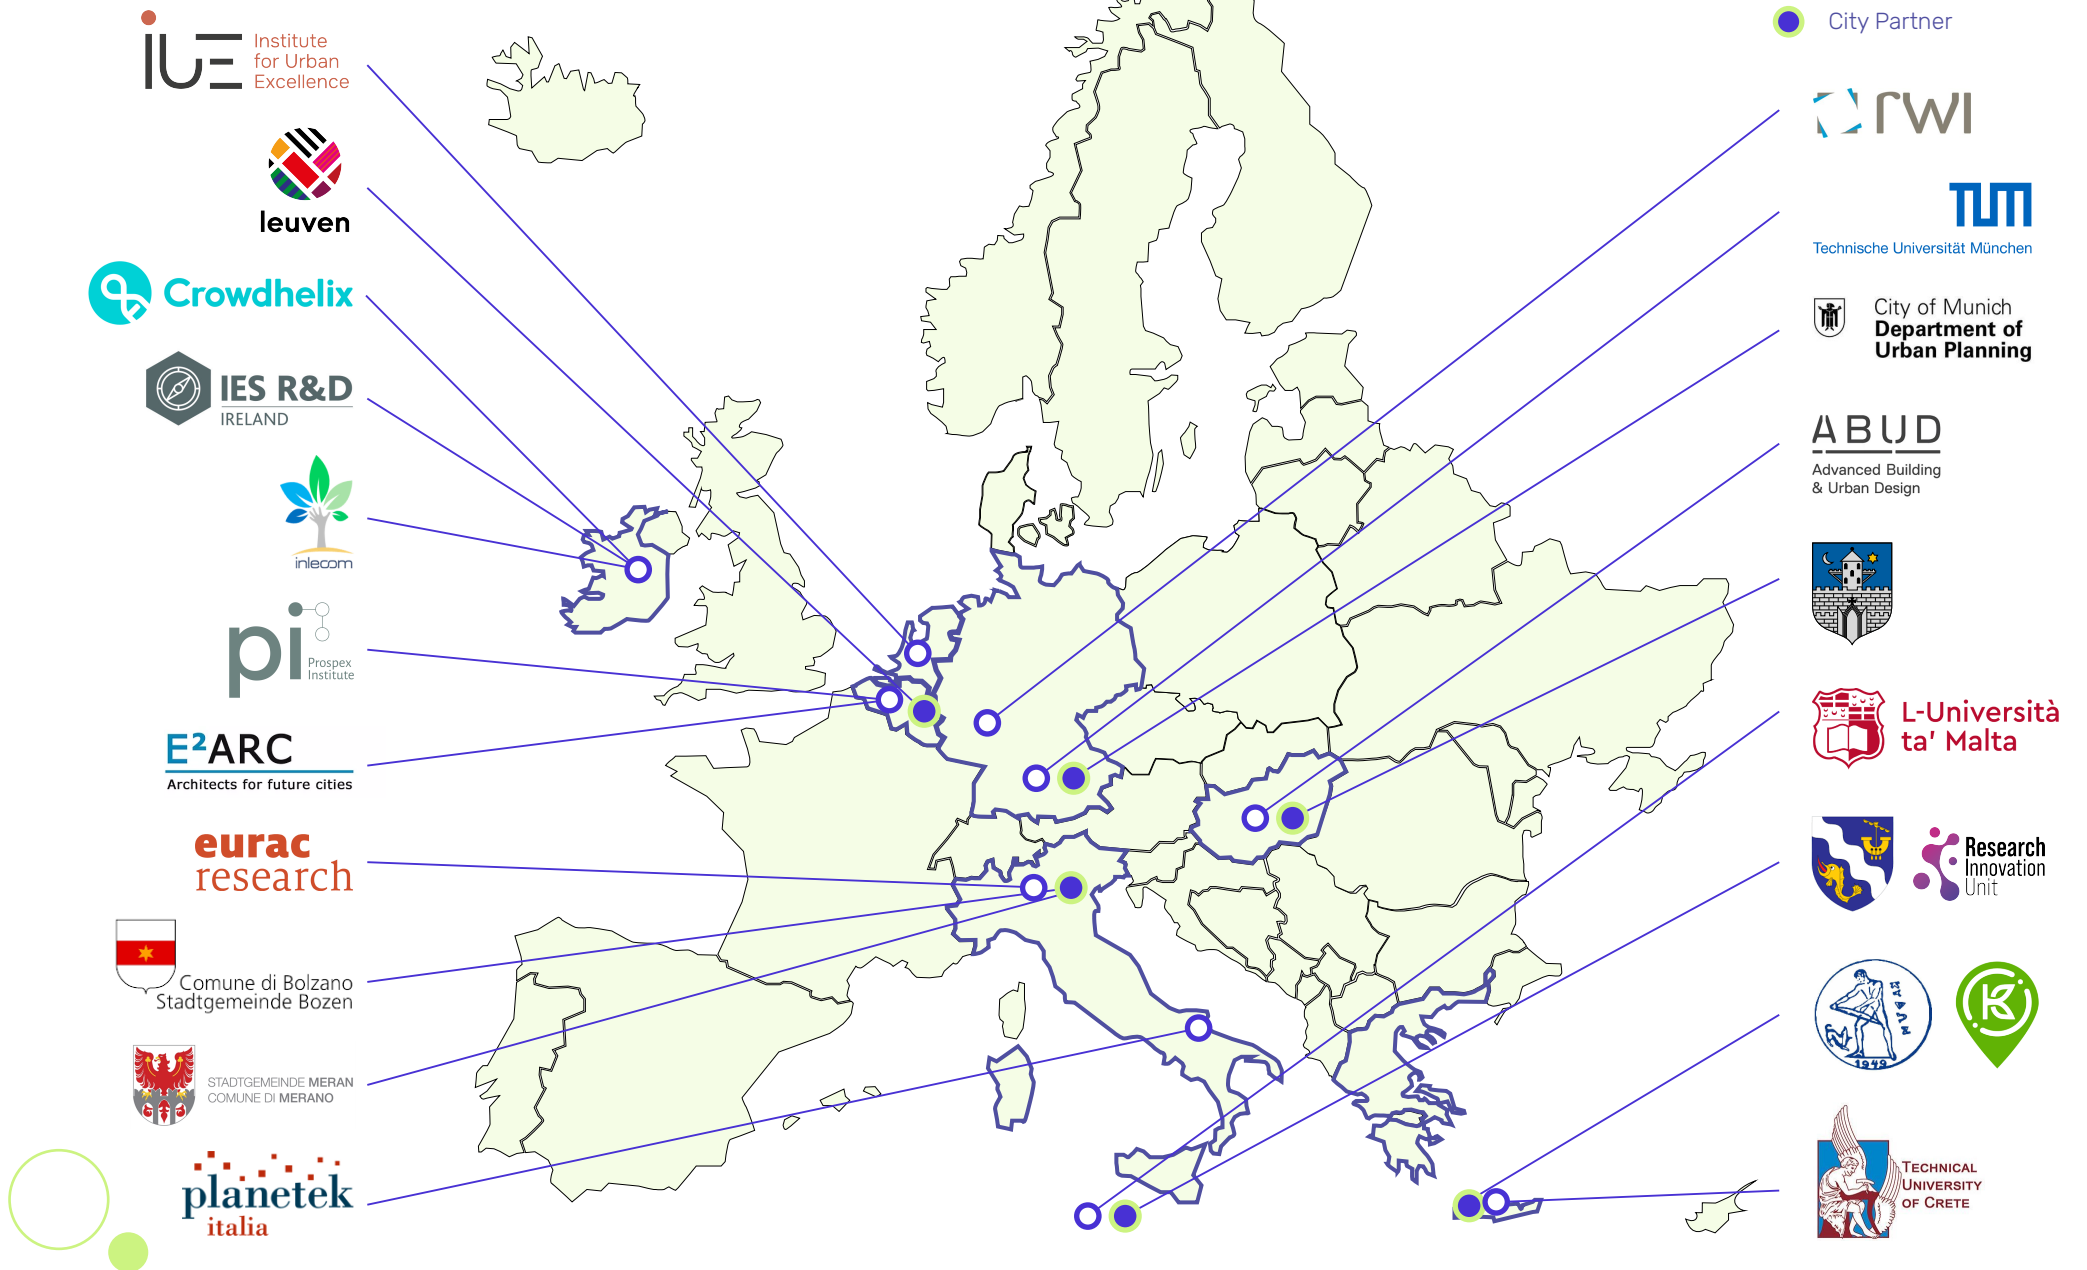 iUE
Institute
for Urban
Excellence
leuven
Crowdhelix
IES R&D
IRELAND
inlecom
pi
Prospex
Institute
E²ARC
Architects for future cities
eurac
research
Comune di Bolzano
Stadtgemeinde Bozen
STADTGEMEINDE MERAN
COMUNE DI MERANO
planetek
italia
City Partner
rwi
TUM
Technische Universität München
City of Munich
Department of
Urban Planning
ABUD
Advanced Building
& Urban Design
L-Università
ta' Malta
Research
Innovation
Unit
1949
K
TECHNICAL
UNIVERSITY
OF CRETE